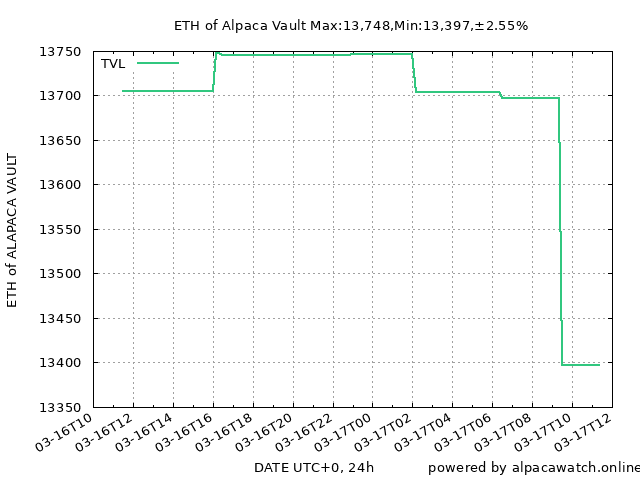 ETH of Alpaca Vault Max:13,748,Min:13,397,±2.55%
TVL
13750
13700
13650
13600
13550
13500
13450
13400
13350
ETH of ALAPACA VAULT
03-16T10
03-16T12
03-16T14
03-16T16
03-16T18
03-16T20
03-16T22
03-17T00
03-17T02
03-17T04
03-17T06
03-17T08
03-17T10
03-17T12
DATE UTC+0, 24h
powered by alpacawatch.online